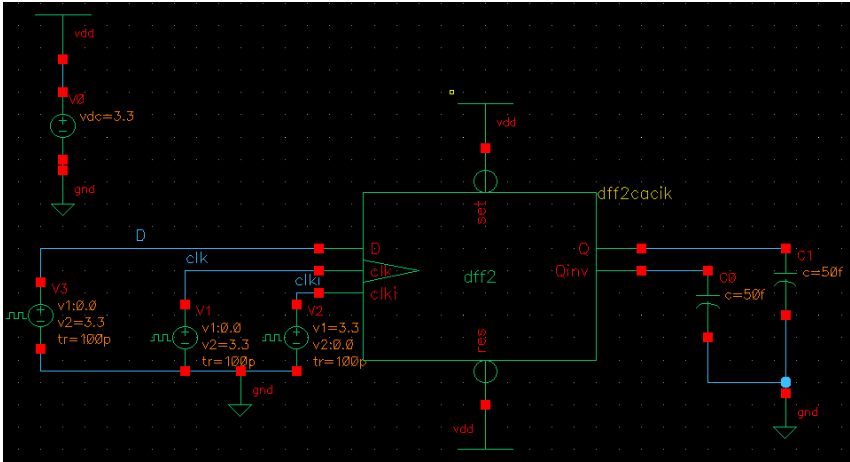 vdd
V0
vdc=3.3
gnd
vdd
dff2cacik
set
D
D
Q
C1
clk
clk
dff2
Qinv
C0
c=50f
clki
clki
c=50f
V3
v1:0.0
v2=3.3
tr=100p
V1
v1:0.0
v2=3.3
tr=100p
V2
v1=3.3
v2:0.0
tr=100p
res
gnd
vdd
gnd